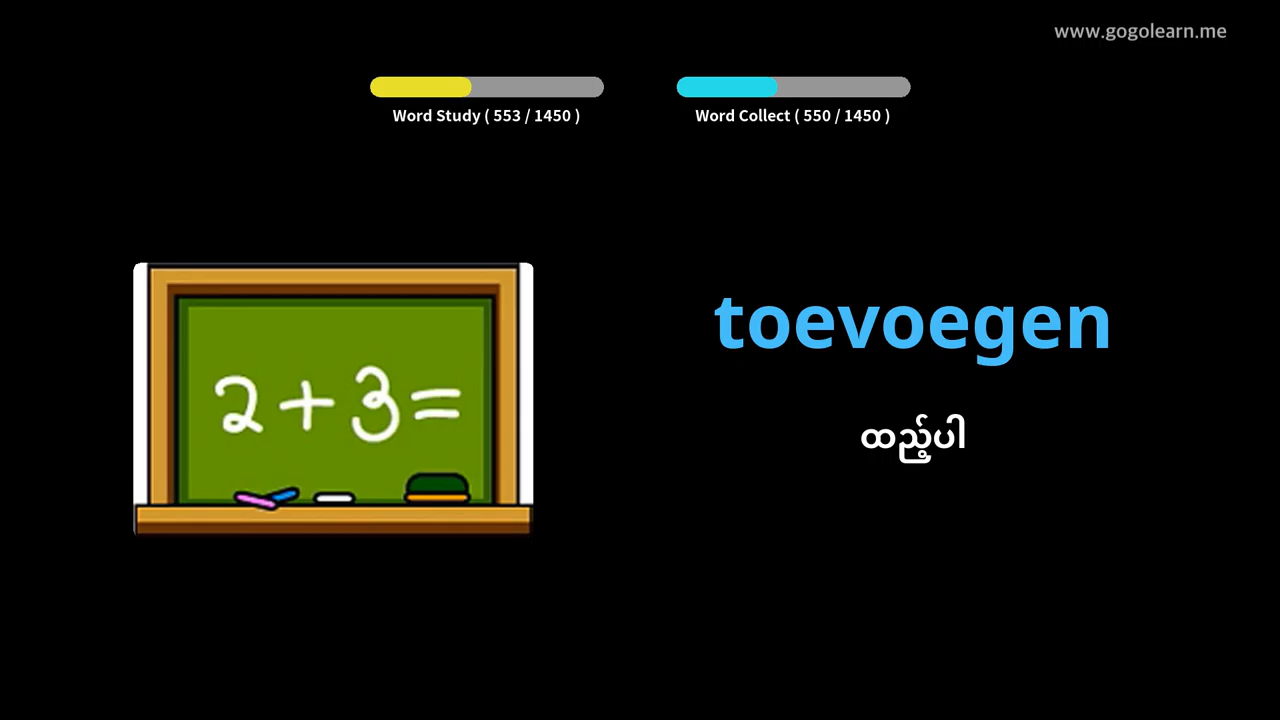 www.gogolearn.me
Word Study ( 553 / 1450 )
Word Collect ( 550 / 1450 )
2 + 3 =
toevoegen
ထည့်ပါ